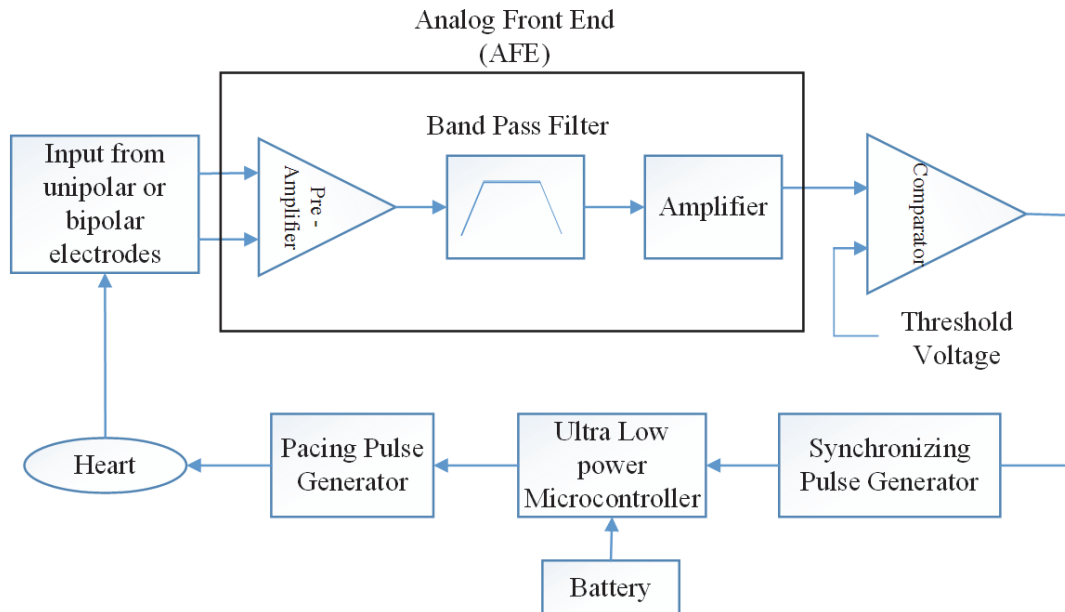 Analog Front End
(AFE)
Input from
unipolar or
bipolar
electrodes
Pre -
Amplifier
Band Pass Filter
Amplifier
Comparator
Threshold
Voltage
Heart
Pacing Pulse
Generator
Ultra Low
power
Microcontroller
Synchronizing
Pulse Generator
Battery